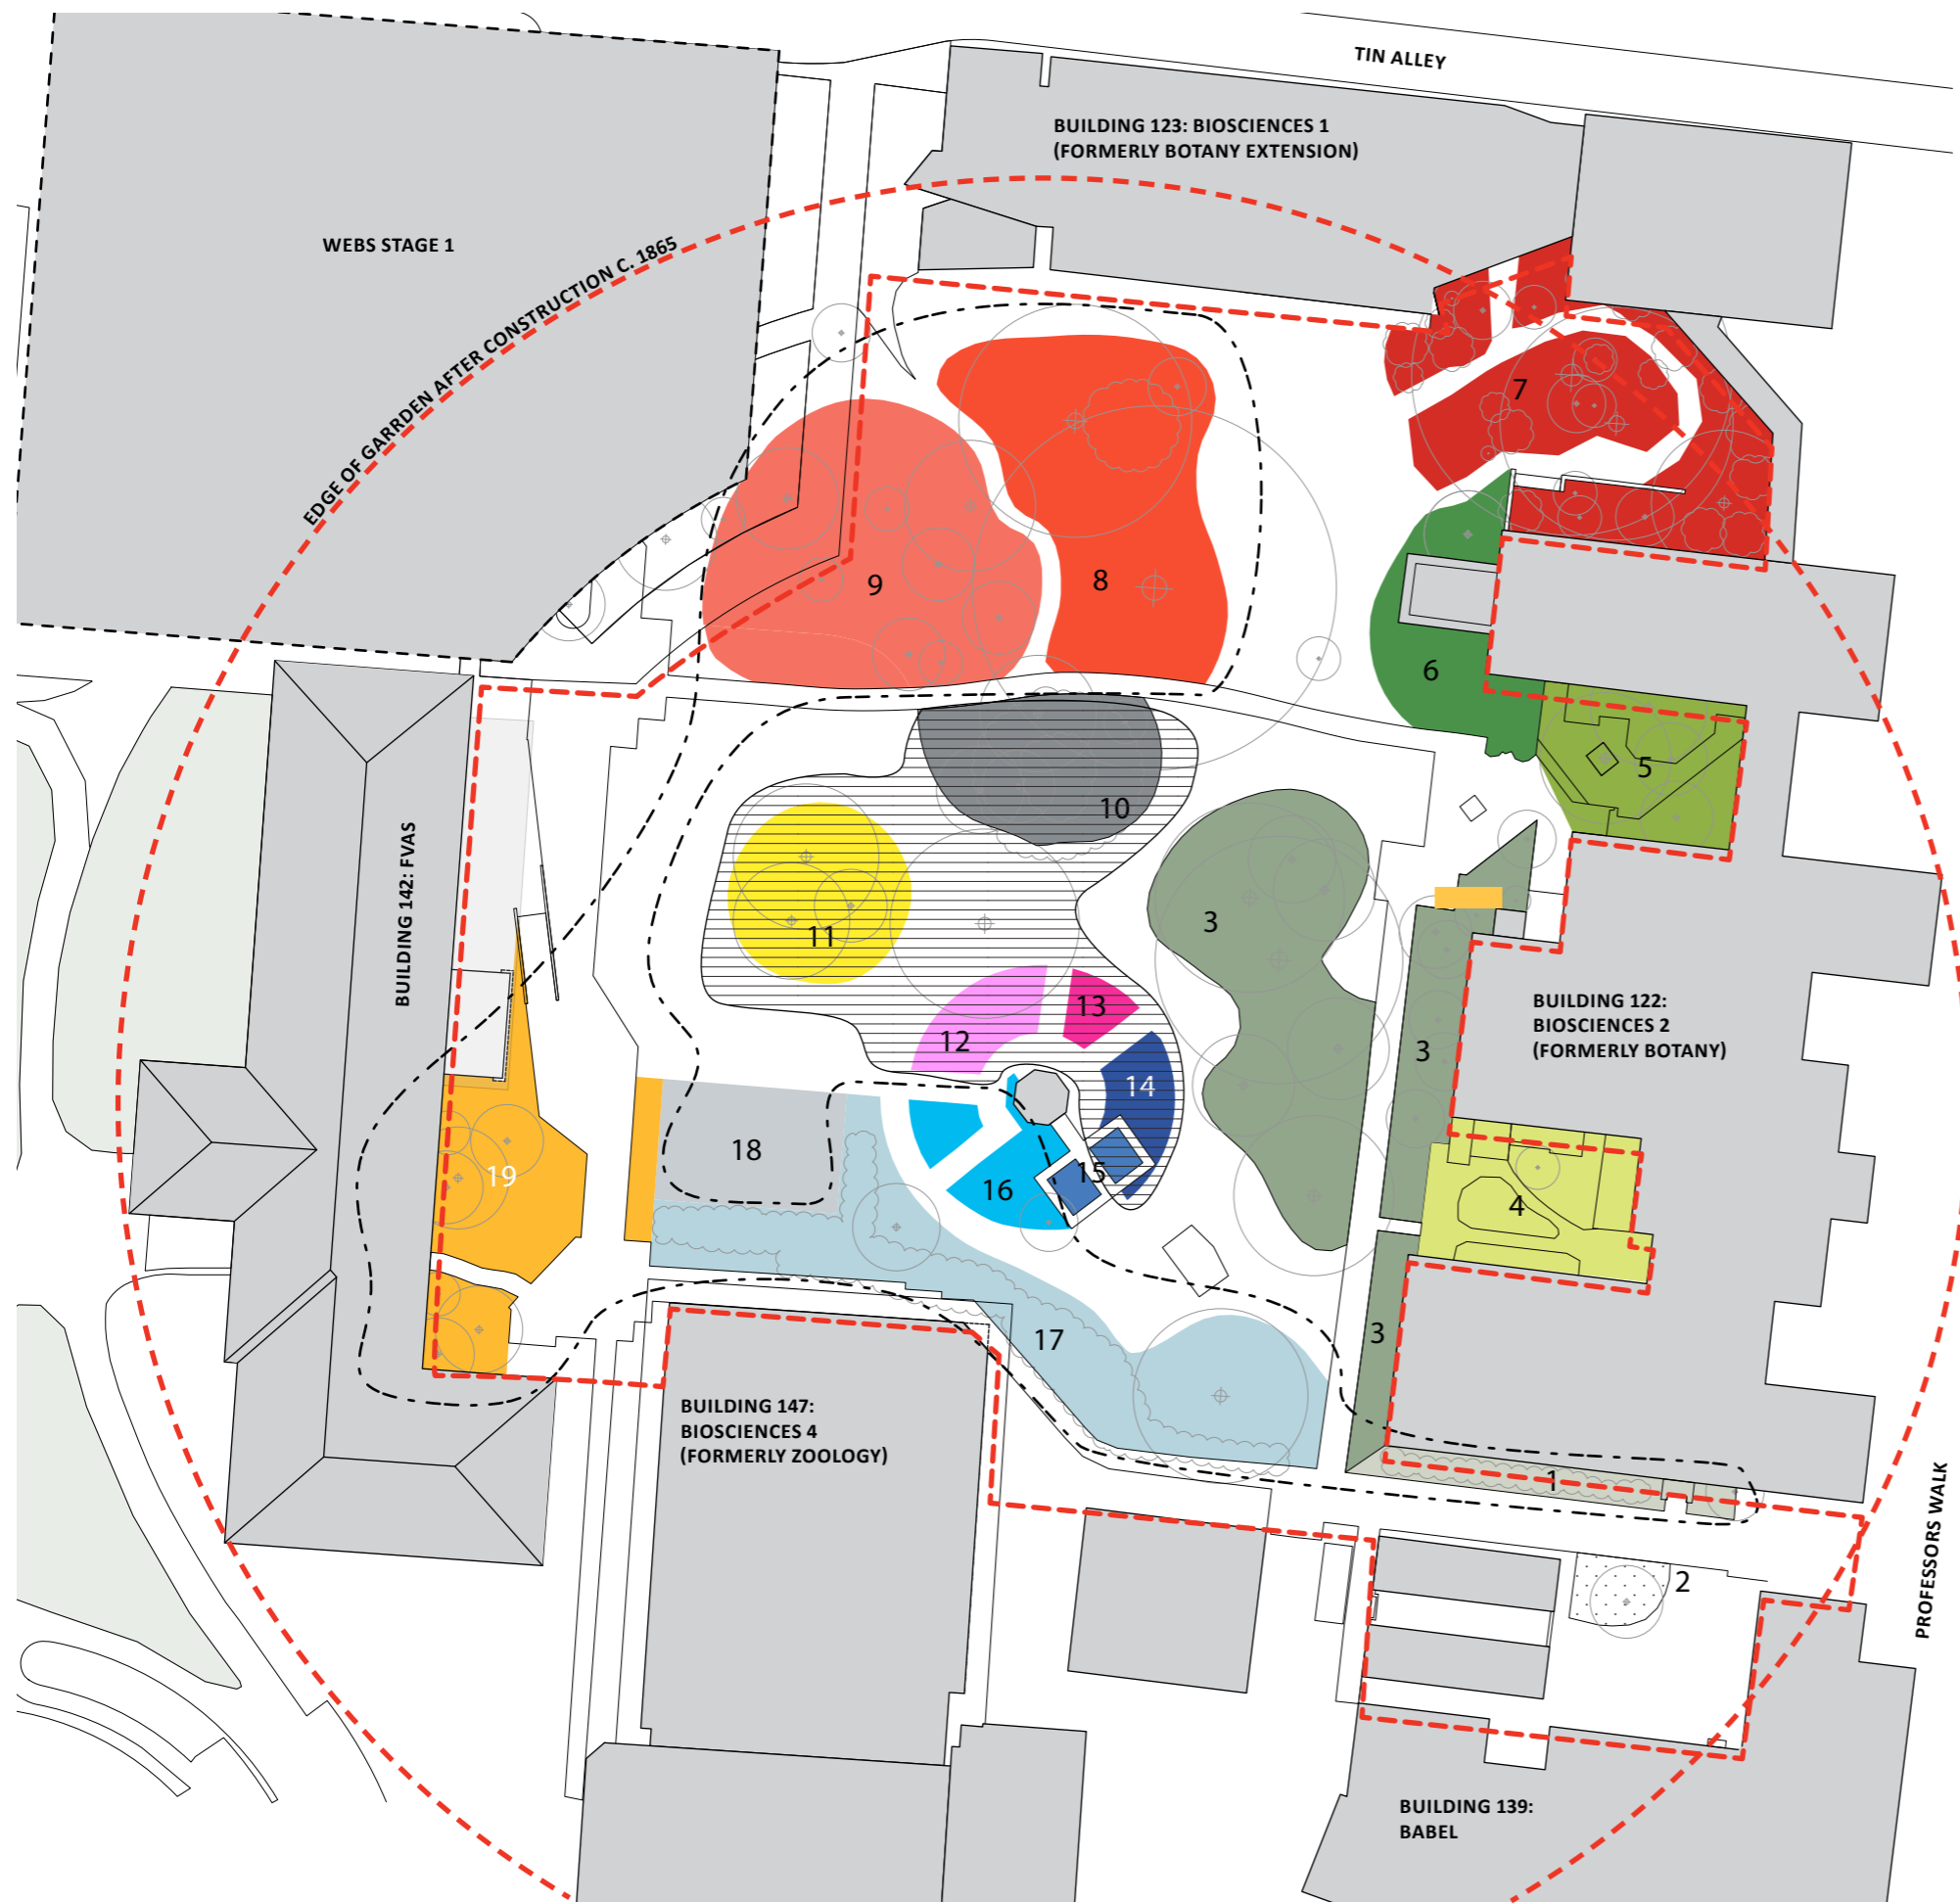 TIN ALLEY
BUILDING 123: BIOSCIENCES 1
(FORMERLY BOTANY EXTENSION)
WEBS STAGE 1
EDGE OF GARRDEN AFTER CONSTRUCTION C. 1865
7
9
8
6
5
10
BUILDING 142: FVAS
11
3
12
13
14
3
BUILDING 122:
BIOSCIENCES 2
(FORMERLY BOTANY)
18
19
16
15
4
17
3
BUILDING 147:
BIOSCIENCES 4
(FORMERLY ZOOLOGY)
1
2
PROFESSORS WALK
BUILDING 139:
BABEL